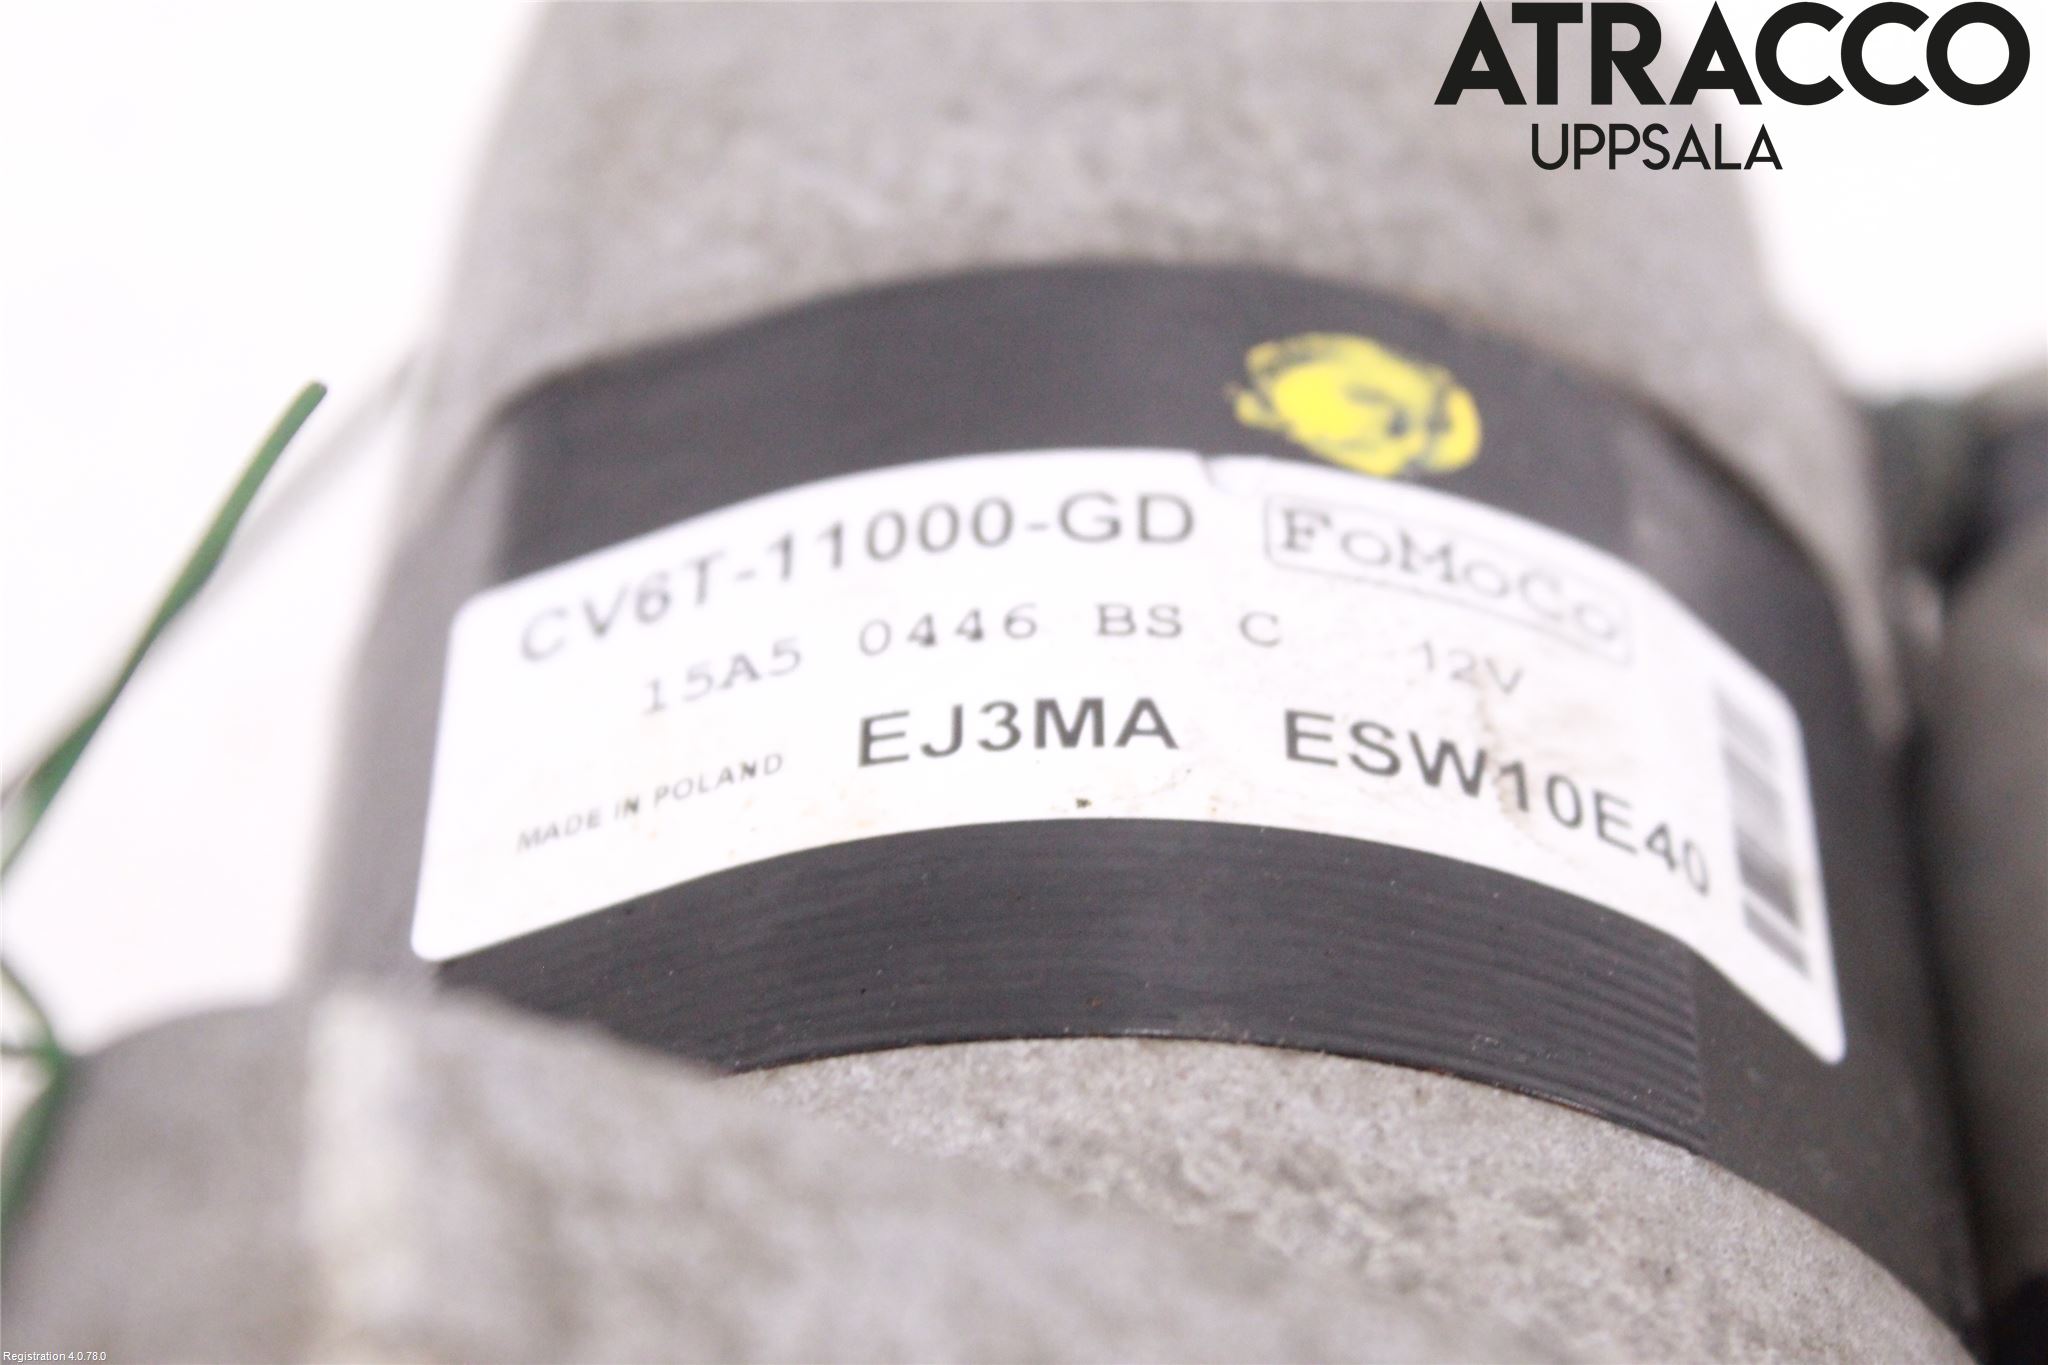 ATRACCO
UPPSALA
CV6T-11000-GD FoMoCo
15A5 0446 BS C 12V
MADE IN POLAND EJ3MA ESW10E40
Registration 4.0.78.0